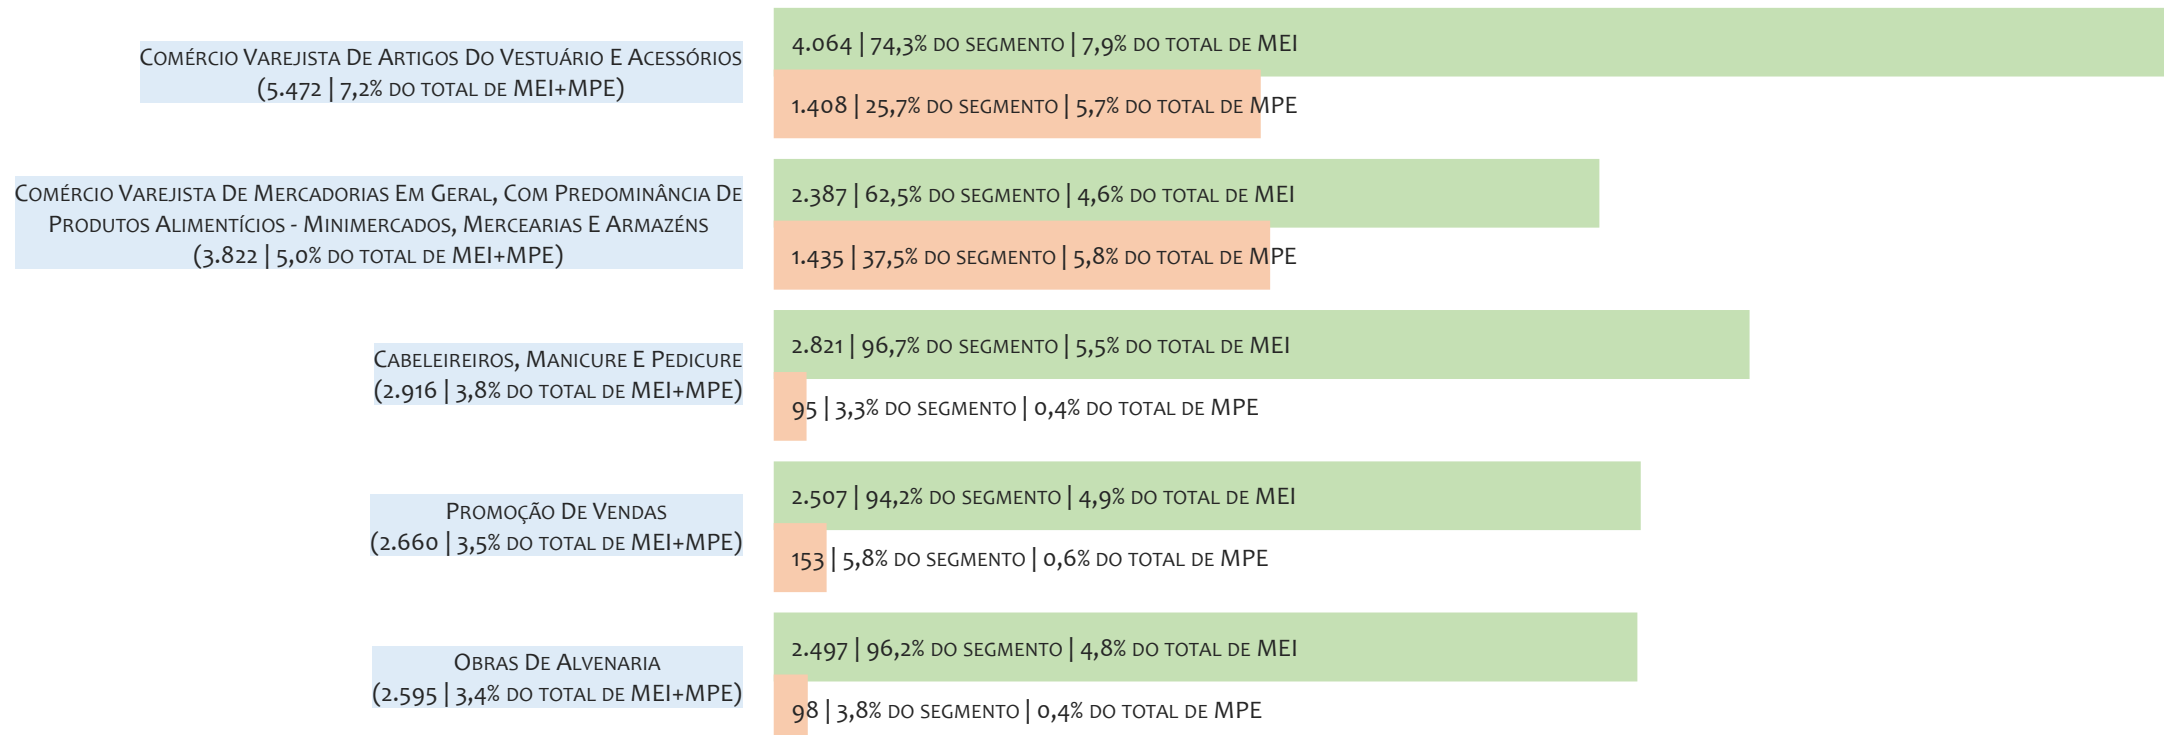 Comércio Varejista De Artigos Do Vestuário E Acessórios
(5.472 | 7,2% do total de MEI+MPE)
4.064 | 74,3% do segmento | 7,9% do total de MEI
1.408 | 25,7% do segmento | 5,7% do total de MPE
Comércio Varejista De Mercadorias Em Geral, Com Predominância De
Produtos Alimentícios - Minimercados, Mercearias E Armazéns
(3.822 | 5,0% do total de MEI+MPE)
2.387 | 62,5% do segmento | 4,6% do total de MEI
1.435 | 37,5% do segmento | 5,8% do total de MPE
Cabeleireiros, Manicure E Pedicure
(2.916 | 3,8% do total de MEI+MPE)
2.821 | 96,7% do segmento | 5,5% do total de MEI
95 | 3,3% do segmento | 0,4% do total de MPE
Promoção De Vendas
(2.660 | 3,5% do total de MEI+MPE)
2.507 | 94,2% do segmento | 4,9% do total de MEI
153 | 5,8% do segmento | 0,6% do total de MPE
Obras De Alvenaria
(2.595 | 3,4% do total de MEI+MPE)
2.497 | 96,2% do segmento | 4,8% do total de MEI
98 | 3,8% do segmento | 0,4% do total de MPE